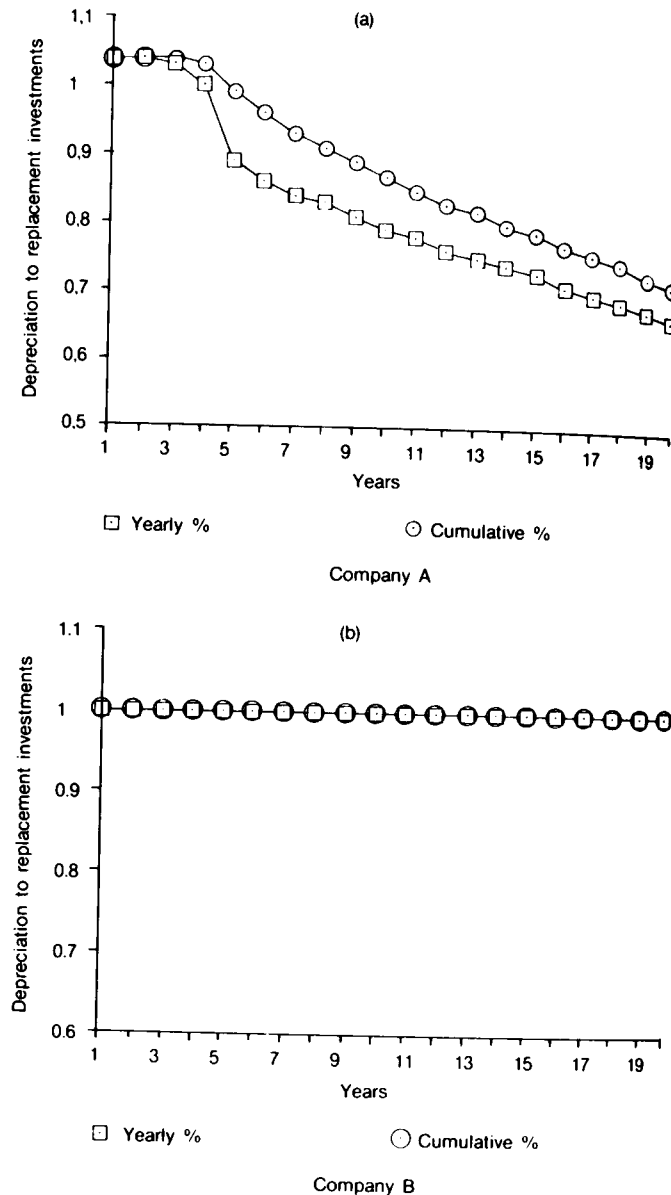 (a)
Depreciation to replacement investments
1,1
1
0.9
0.8
0.7
0.6
0.5
1 3 5 7 9 11 13 15 17 19
Years
Yearly % Cumulative %
Company A
(b)
Depreciation to replacement investments
1.1
1
0.9
0.8
0.7
0.6
1 3 5 7 9 11 13 15 17 19
Years
Yearly % Cumulative %
Company B